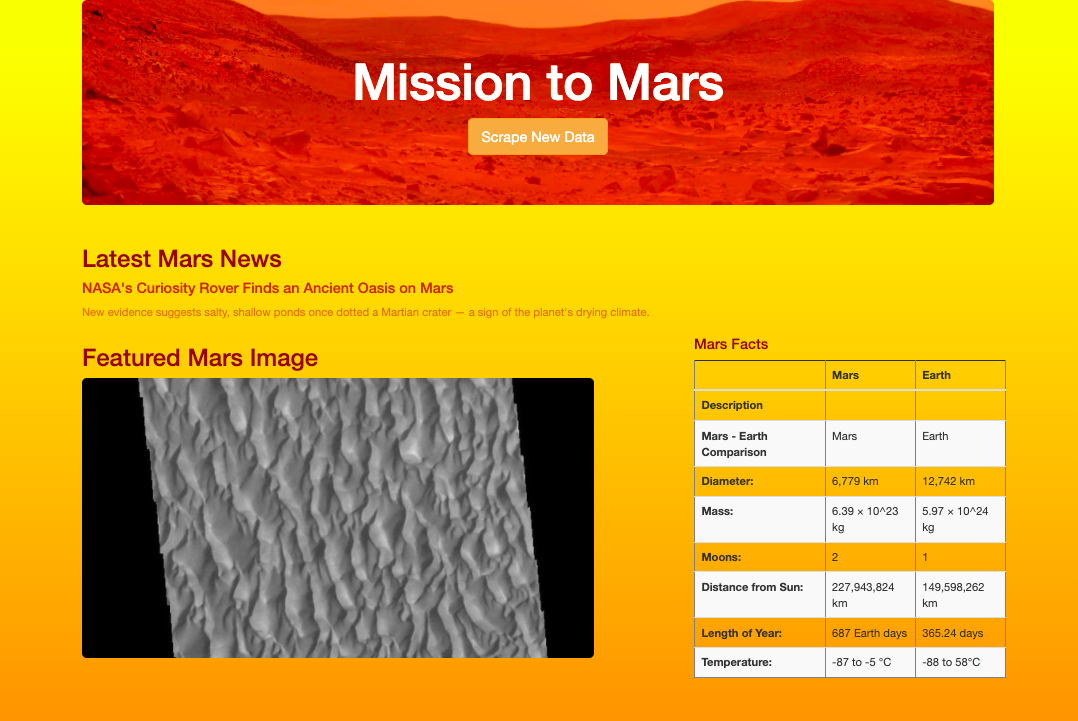 Mission to Mars
Scrape New Data
Latest Mars News
NASA's Curiosity Rover Finds an Ancient Oasis on Mars
New evidence suggests salty, shallow ponds once dotted a Martian crater — a sign of the planet's drying climate.
Featured Mars Image
Mars Facts
Mars Earth
Description
Mars - Earth Mars Earth
Comparison
Diameter: 6,779 km 12,742 km
Mass: 6.39 × 10^23 5.97 × 10^24
kg kg
Moons: 2 1
Distance from Sun: 227,943,824 149,598,262
km km
Length of Year: 687 Earth days 365.24 days
Temperature: -87 to -5 °C -88 to 58°C